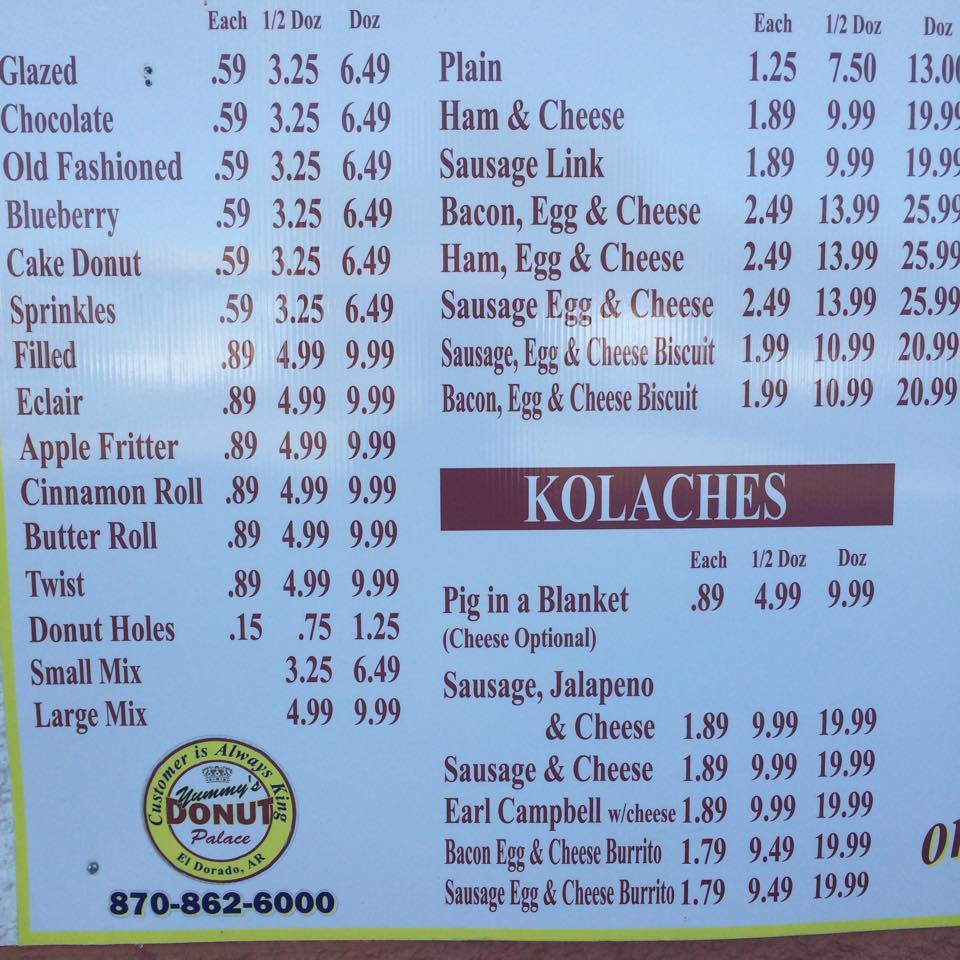 Each 1/2 Doz Doz
Glazed .59 3.25 6.49
Chocolate .59 3.25 6.49
Old Fashioned .59 3.25 6.49
Blueberry .59 3.25 6.49
Cake Donut .59 3.25 6.49
Sprinkles .59 3.25 6.49
Filled .89 4.99 9.99
Eclair .89 4.99 9.99
Apple Fritter .89 4.99 9.99
Cinnamon Roll .89 4.99 9.99
Butter Roll .89 4.99 9.99
Twist .89 4.99 9.99
Donut Holes .15 .75 1.25
Small Mix 3.25 6.49
Large Mix 4.99 9.99
Customer is Always King
Yummy's
DONUT
Palace
El Dorado, AR
870-862-6000
Each 1/2 Doz Doz
Plain 1.25 7.50 13.00
Ham & Cheese 1.89 9.99 19.99
Sausage Link 1.89 9.99 19.99
Bacon, Egg & Cheese 2.49 13.99 25.99
Ham, Egg & Cheese 2.49 13.99 25.99
Sausage Egg & Cheese 2.49 13.99 25.99
Sausage, Egg & Cheese Biscuit 1.99 10.99 20.99
Bacon, Egg & Cheese Biscuit 1.99 10.99 20.99
KOLACHES
Each 1/2 Doz Doz
Pig in a Blanket .89 4.99 9.99
(Cheese Optional)
Sausage, Jalapeno
& Cheese 1.89 9.99 19.99
Sausage & Cheese 1.89 9.99 19.99
Earl Campbell w/cheese 1.89 9.99 19.99
Bacon Egg & Cheese Burrito 1.79 9.49 19.99
Sausage Egg & Cheese Burrito 1.79 9.49 19.99